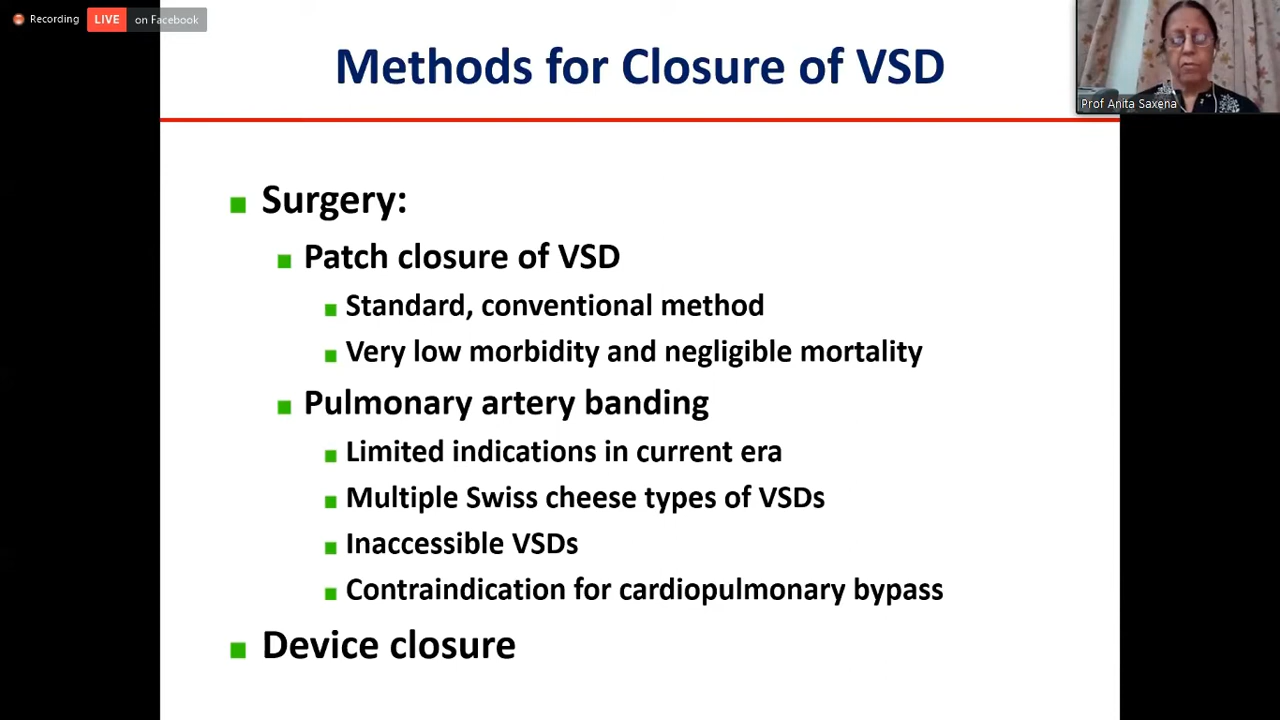 Recording LIVE on Facebook
Methods for Closure of VSD
Prof Anita Saxena
Surgery:
Patch closure of VSD
Standard, conventional method
Very low morbidity and negligible mortality
Pulmonary artery banding
Limited indications in current era
Multiple Swiss cheese types of VSDs
Inaccessible VSDs
Contraindication for cardiopulmonary bypass
Device closure